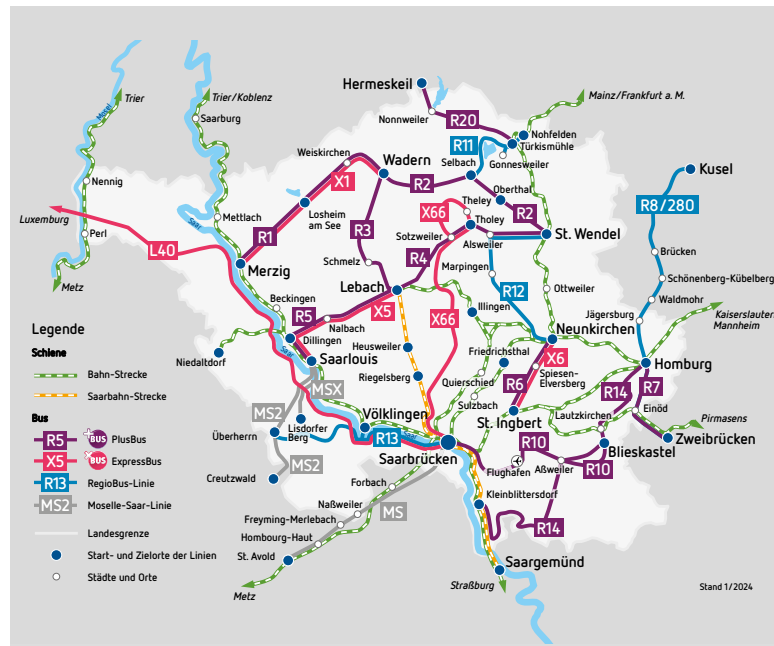 Hermeskeil
Mainz/Frankfurt a. M.
Mosel
Trier
Trier/Koblenz
Saarburg
Nonnweiler
R20
Nohfelden
Türkismühle
R11
Gonnesweiler
Weiskirchen
Wadern
Selbach
Kusel
X1
R2
Oberthal
Nennig
Theley
R8/280
Luxemburg
Losheim
am See
X66
Tholey
R2
Mettlach
Saar
R1
R3
Sotzweiler
St. Wendel
Perl
L40
Alsweiler
Brücken
Merzig
Schmelz
R4
Marpingen
Metz
Schönenberg-Kübelberg
Lebach
R12
Ottweiler
Beckingen
Waldmohr
Illingen
Jägersburg
Kaiserslautern
Mannheim
R5
X5
X66
Nalbach
Neunkirchen
Dillingen
Saar
Heusweiler
Friedrichsthal
X6
Niedaltdorf
Saarlouis
Homburg
Spiesen-
Elversberg
MSX
Riegelsberg
Quierschied
R6
R14
R7
Sulzbach
MS2
Völklingen
St. Ingbert
Lautzkirchen
Einöd
Pirmasens
Lisdorfer
Berg
Überherrn
R13
Saar
Zweibrücken
Saarbrücken
R10
Blieskastel
MS2
Flughafen
Aßweiler
R10
Creutzwald
Forbach
Kleinblittersdorf
Naßweiler
MS
Freyming-Merlebach
R14
Hombourg-Haut
St. Avold
Saargemünd
Metz
Straßburg
Legende
Schiene
Bahn-Strecke
Saarbahn-Strecke
Bus
R5 +BUS PlusBus
X5 xBUS ExpressBus
R13 RegioBus-Linie
MS2 Moselle-Saar-Linie
Landesgrenze
Start- und Zielorte der Linien
Städte und Orte
Stand 1/2024